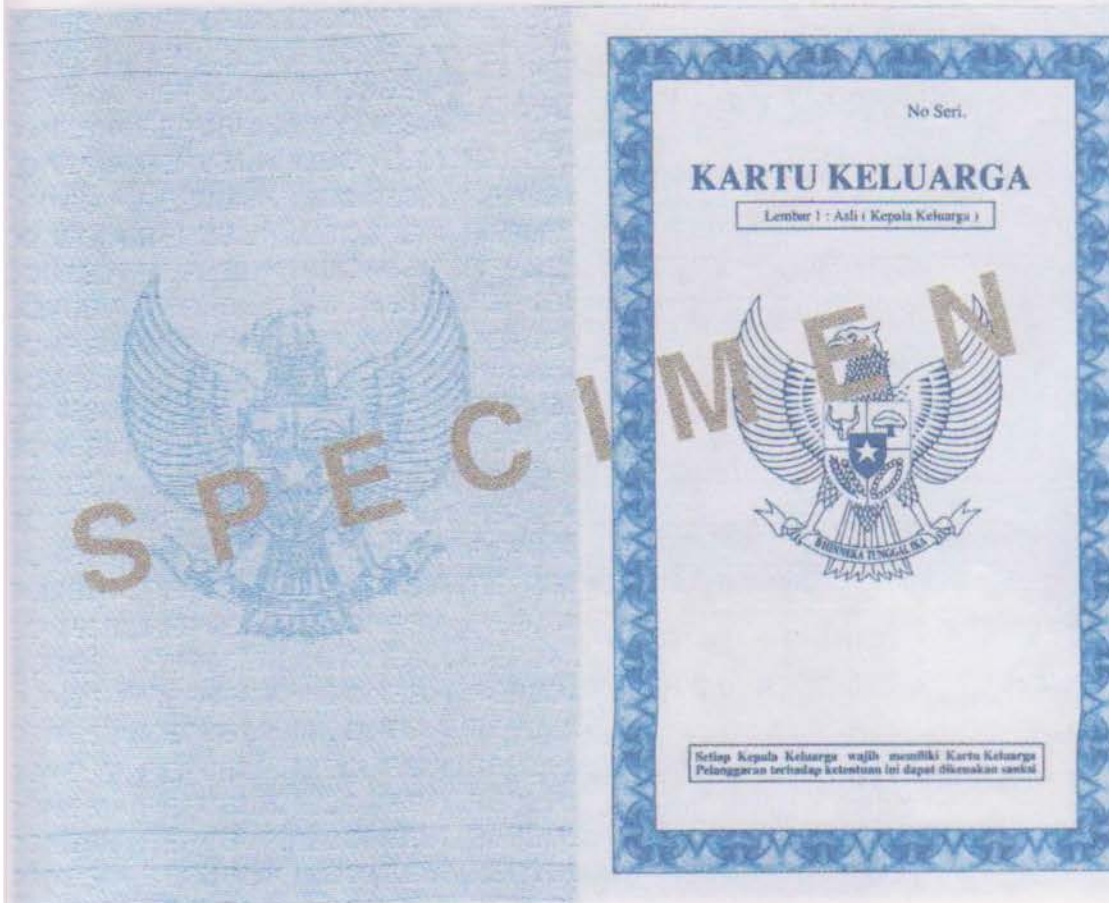 No Seri.
KARTU KELUARGA
Lembar 1 : Asli ( Kepala Keluarga )
SPECIMEN
BHINNEKA TUNGGAL IKA
Setiap Kepala Keluarga wajib memiliki Kartu Keluarga
Pelanggaran terhadap ketentuan ini dapat dikenakan sanksi